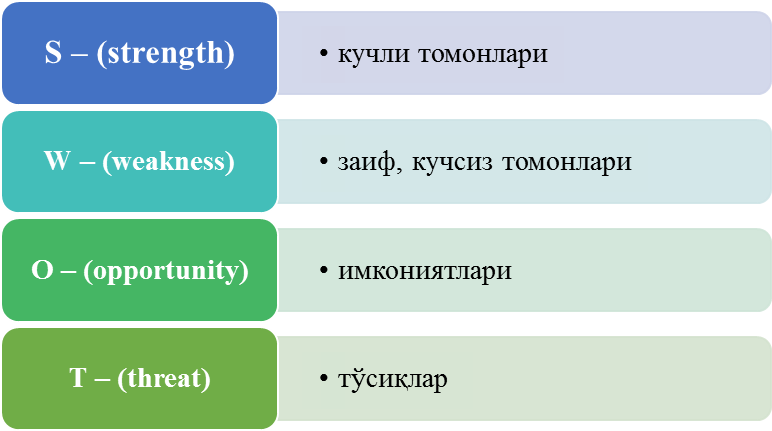 S – (strength)
• кучли томонлари
W – (weakness)
• заиф, кучсиз томонлари
O – (opportunity)
• имкониятлари
T – (threat)
• тўсиқлар